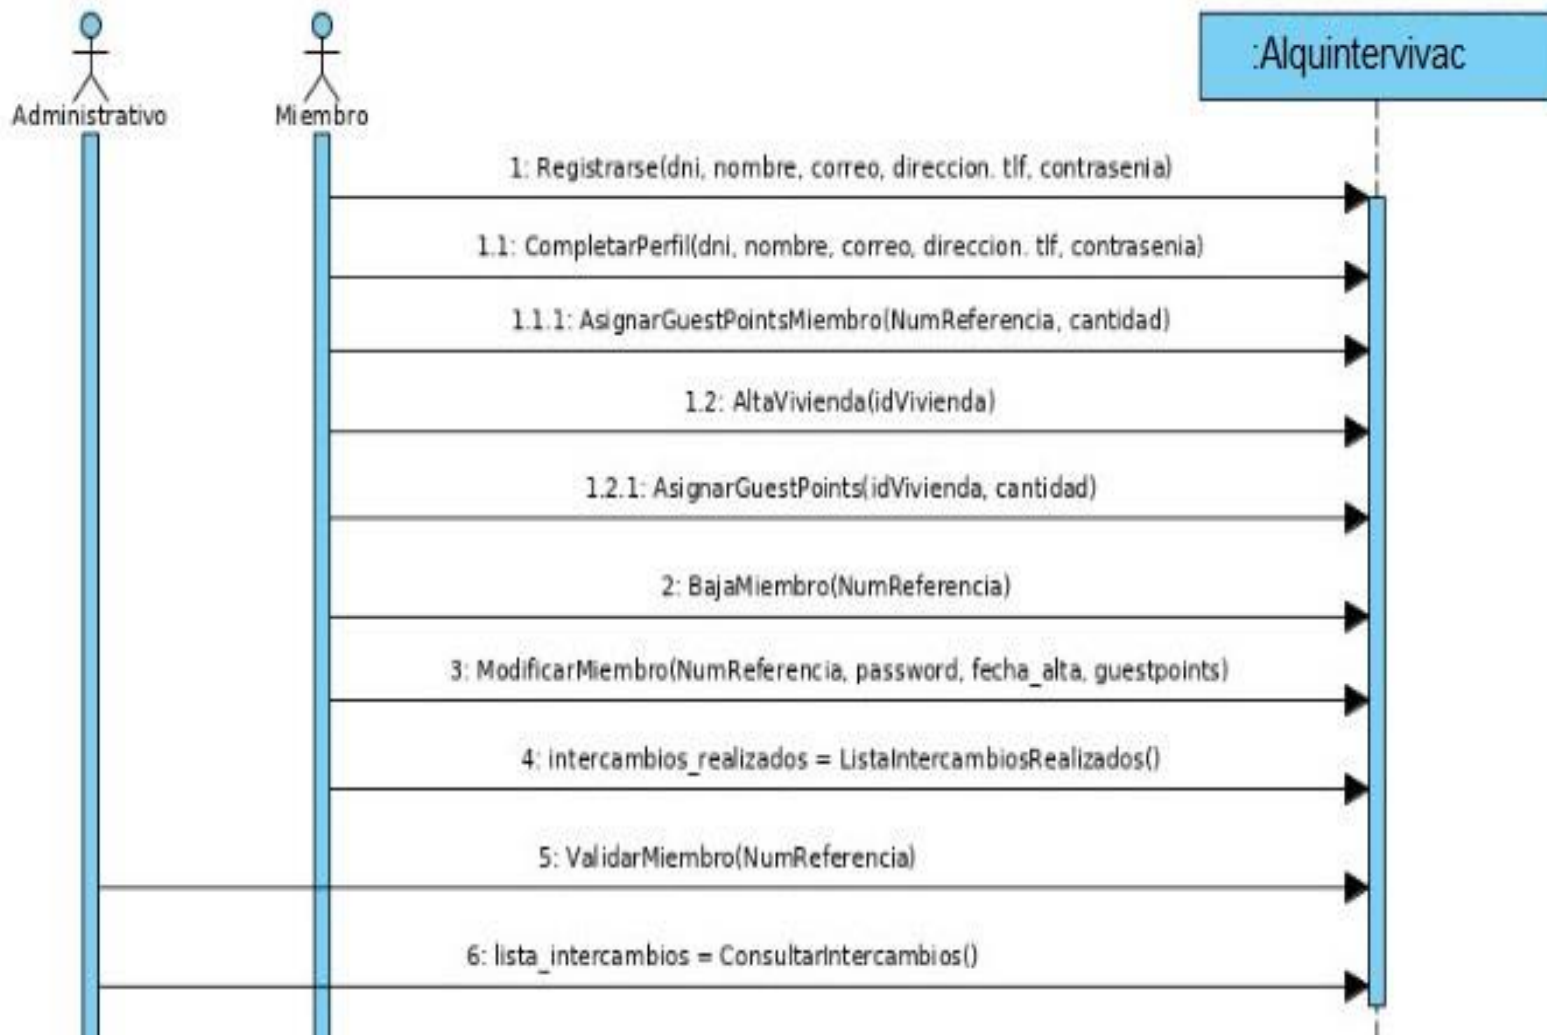 Administrativo
Miembro
:Alquintervivac
1: Registrarse(dni, nombre, correo, direccion. tlf, contrasenia)
1.1: CompletarPerfil(dni, nombre, correo, direccion. tlf, contrasenia)
1.1.1: AsignarGuestPointsMiembro(NumReferencia, cantidad)
1.2: AltaVivienda(idVivienda)
1.2.1: AsignarGuestPoints(idVivienda, cantidad)
2: BajaMiembro(NumReferencia)
3: ModificarMiembro(NumReferencia, password, fecha_alta, guestpoints)
4: intercambios_realizados = ListaIntercambiosRealizados()
5: ValidarMiembro(NumReferencia)
6: lista_intercambios = ConsultarIntercambios()